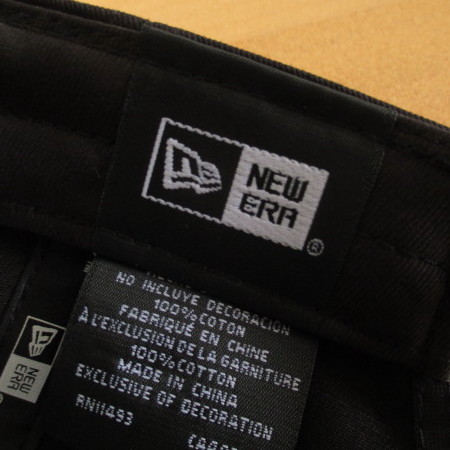 NEW
ERA
®
NO INCLUYE DECORACION
100% COTON
FABRIQUÉ EN CHINE
À L'EXCLUSION DE LA GARNITURE
100% COTTON
MADE IN CHINA
EXCLUSIVE OF DECORATION
RN11493
NEW
ERA